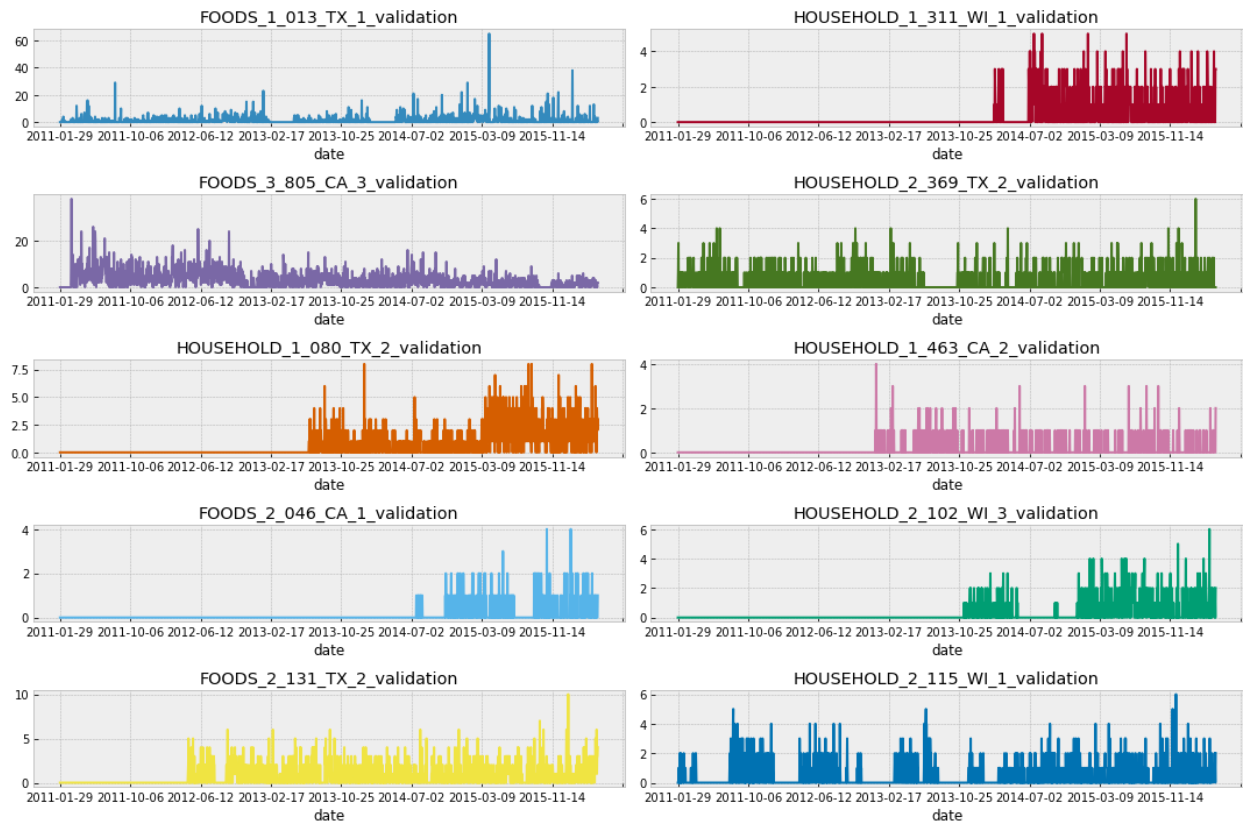 FOODS_1_013_TX_1_validation
60
40
20
0
2011-01-29 2011-10-06 2012-06-12 2013-02-17 2013-10-25 2014-07-02 2015-03-09 2015-11-14
date
HOUSEHOLD_1_311_WI_1_validation
4
2
0
2011-01-29 2011-10-06 2012-06-12 2013-02-17 2013-10-25 2014-07-02 2015-03-09 2015-11-14
date
FOODS_3_805_CA_3_validation
20
0
2011-01-29 2011-10-06 2012-06-12 2013-02-17 2013-10-25 2014-07-02 2015-03-09 2015-11-14
date
HOUSEHOLD_2_369_TX_2_validation
6
4
2
0
2011-01-29 2011-10-06 2012-06-12 2013-02-17 2013-10-25 2014-07-02 2015-03-09 2015-11-14
date
HOUSEHOLD_1_080_TX_2_validation
7.5
5.0
2.5
0.0
2011-01-29 2011-10-06 2012-06-12 2013-02-17 2013-10-25 2014-07-02 2015-03-09 2015-11-14
date
HOUSEHOLD_1_463_CA_2_validation
4
2
0
2011-01-29 2011-10-06 2012-06-12 2013-02-17 2013-10-25 2014-07-02 2015-03-09 2015-11-14
date
FOODS_2_046_CA_1_validation
4
2
0
2011-01-29 2011-10-06 2012-06-12 2013-02-17 2013-10-25 2014-07-02 2015-03-09 2015-11-14
date
HOUSEHOLD_2_102_WI_3_validation
6
4
2
0
2011-01-29 2011-10-06 2012-06-12 2013-02-17 2013-10-25 2014-07-02 2015-03-09 2015-11-14
date
FOODS_2_131_TX_2_validation
10
5
0
2011-01-29 2011-10-06 2012-06-12 2013-02-17 2013-10-25 2014-07-02 2015-03-09 2015-11-14
date
HOUSEHOLD_2_115_WI_1_validation
6
4
2
0
2011-01-29 2011-10-06 2012-06-12 2013-02-17 2013-10-25 2014-07-02 2015-03-09 2015-11-14
date